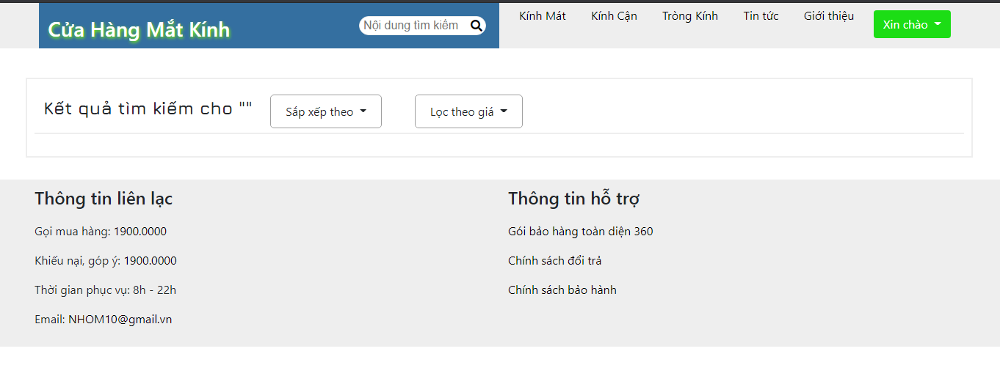 Cửa Hàng Mắt Kính
Nội dung tìm kiếm
Kính Mát Kính Cận Tròng Kính Tin tức Giới thiệu
Xin chào
Kết quả tìm kiếm cho ""
Sắp xếp theo
Lọc theo giá
Thông tin liên lạc
Gọi mua hàng: 1900.0000
Khiếu nại, góp ý: 1900.0000
Thời gian phục vụ: 8h - 22h
Email: NHOM10@gmail.vn
Thông tin hỗ trợ
Gói bảo hàng toàn diện 360
Chính sách đổi trả
Chính sách bảo hành